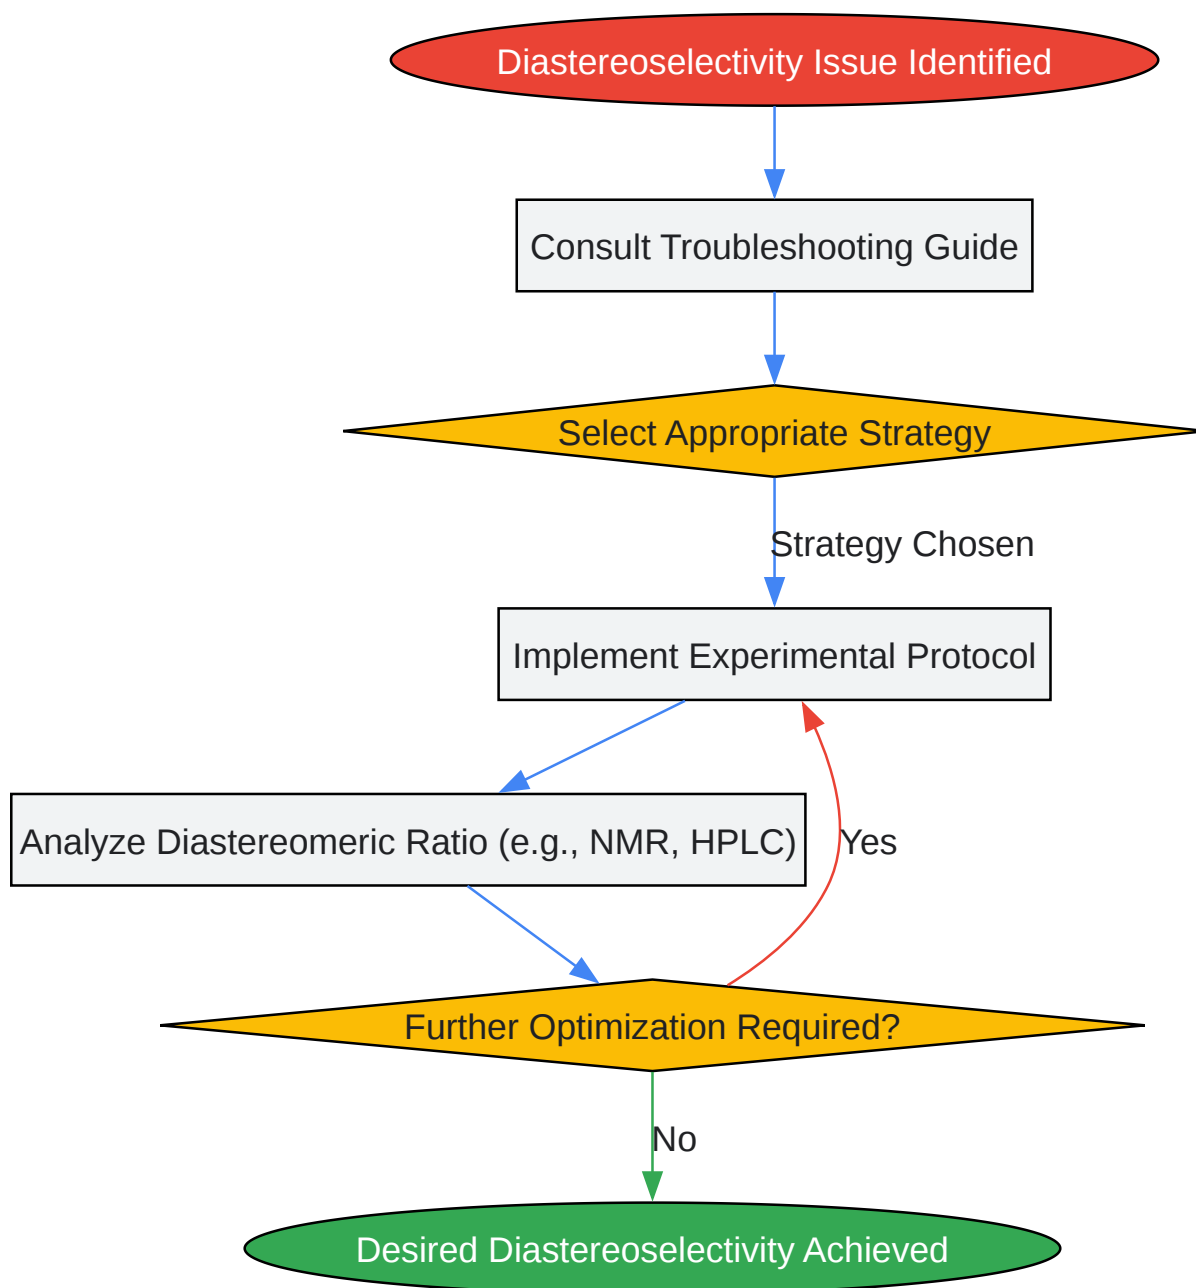 Diastereoselectivity Issue Identified
Consult Troubleshooting Guide
Select Appropriate Strategy
Strategy Chosen
Implement Experimental Protocol
Analyze Diastereomeric Ratio (e.g., NMR, HPLC)
Yes
Further Optimization Required?
No
Desired Diastereoselectivity Achieved